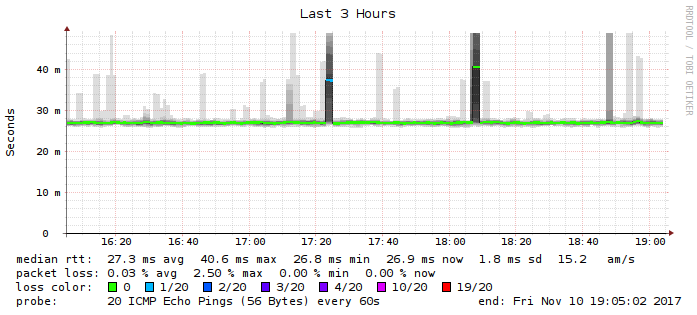 Last 3 Hours
RRDTOOL / TOBI OETIKER
Seconds
40 m
30 m
20 m
10 m
0
16:20 16:40 17:00 17:20 17:40 18:00 18:20 18:40 19:00
median rtt: 27.3 ms avg 40.6 ms max 26.8 ms min 26.9 ms now 1.8 ms sd 15.2 am/s
packet loss: 0.03 % avg 2.50 % max 0.00 % min 0.00 % now
loss color: 0 1/20 2/20 3/20 4/20 10/20 19/20
probe: 20 ICMP Echo Pings (56 Bytes) every 60s end: Fri Nov 10 19:05:02 2017